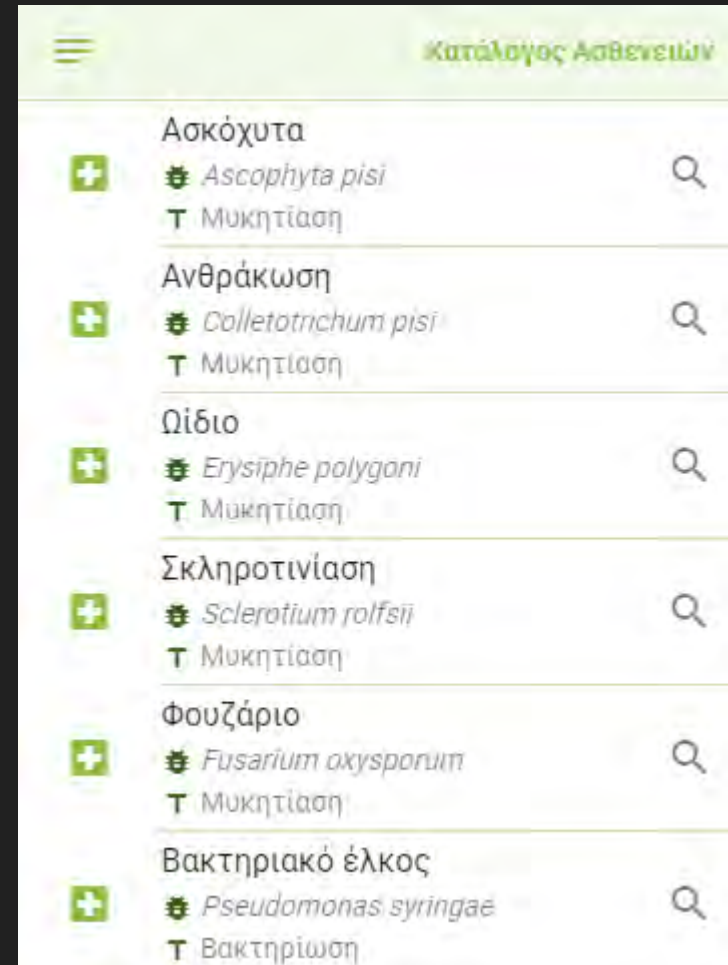 Κατάλογος Ασθενειών
Ασκόχυτα
Ascophyta pisi
Τ Μυκητίαση
Ανθράκωση
Colletotrichum pisi
Τ Μυκητίαση
Ωίδιο
Erysiphe polygoni
Τ Μυκητίαση
Σκληροτινίαση
Sclerotium rolfsii
Τ Μυκητίαση
Φουζάριο
Fusarium oxysporum
Τ Μυκητίαση
Βακτηριακό έλκος
Pseudomonas syringae
Τ Βακτηρίωση